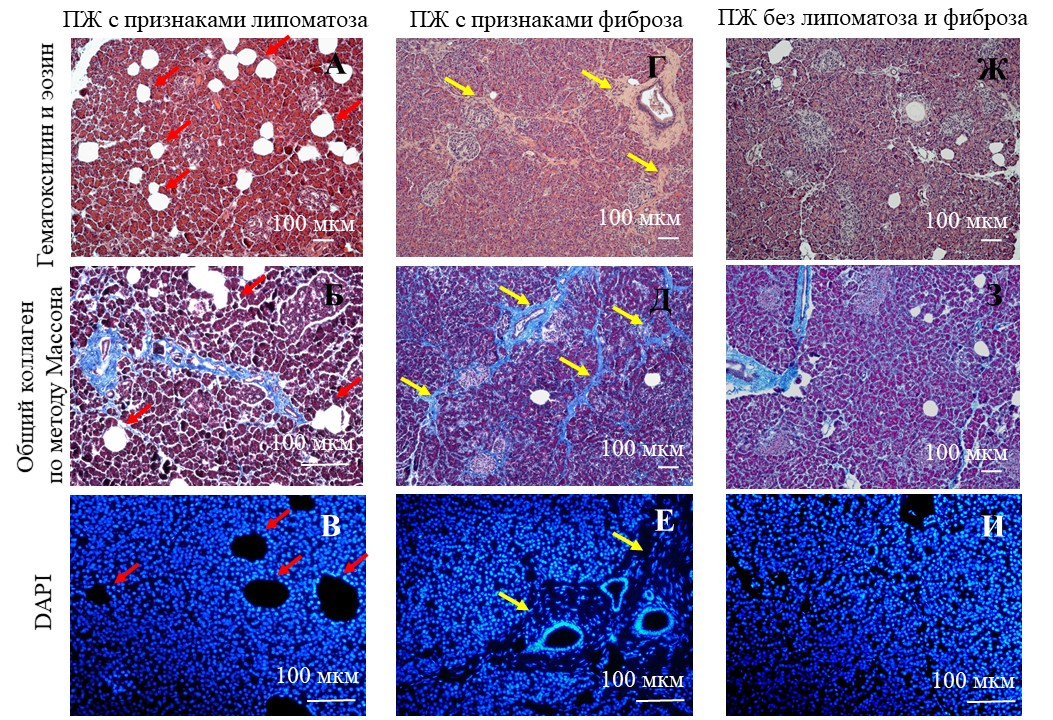 ПЖ с признаками липоматоза
ПЖ с признаками фиброза
ПЖ без липоматоза и фиброза
Гематоксилин и эозин
А
100 мкм
Г
100 мкм
Ж
100 мкм
Общий коллаген
по методу Массона
Б
100 мкм
Д
100 мкм
З
100 мкм
DAPI
В
100 мкм
Е
100 мкм
И
100 мкм